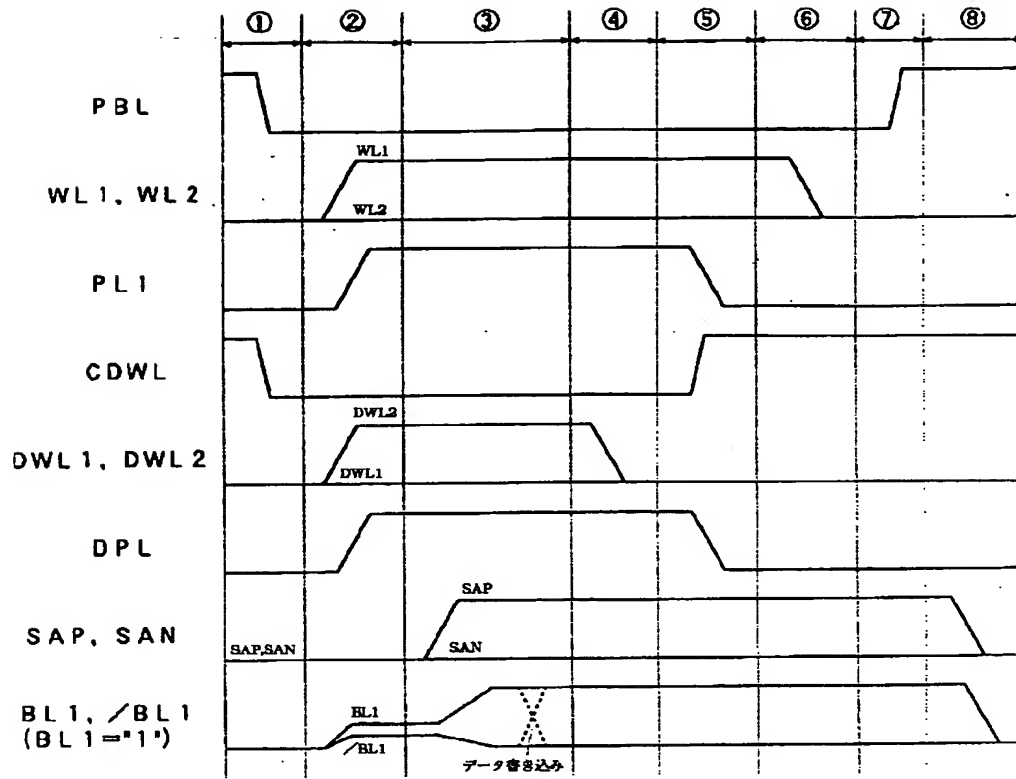 ① ② ③ ④ ⑤ ⑥ ⑦ ⑧
PBL
WL1
WL1, WL2
WL2
PL1
CDWL
DWL2
DWL1, DWL2
DWL1
DPL
SAP
SAP, SAN
SAP,SAN
SAN
BL1
BL1, /BL1
(BL1="1")
/BL1
データ書き込み